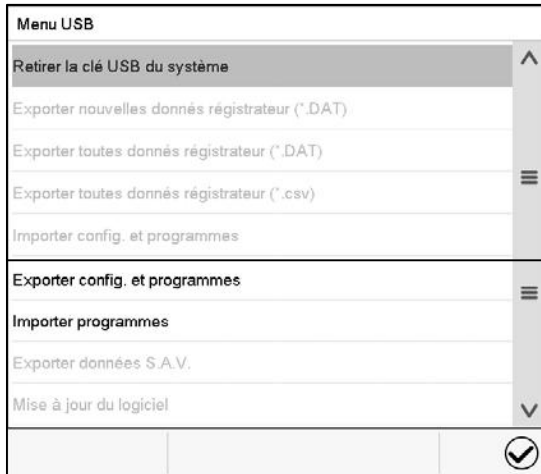 Menu USB
Retirer la clé USB du système
Exporter nouvelles donnés régistrateur (*.DAT)
Exporter toutes donnés régistrateur (*.DAT)
Exporter toutes donnés régistrateur (*.csv)
Importer config. et programmes
Exporter config. et programmes
Importer programmes
Exporter données S.A.V.
Mise à jour du logiciel